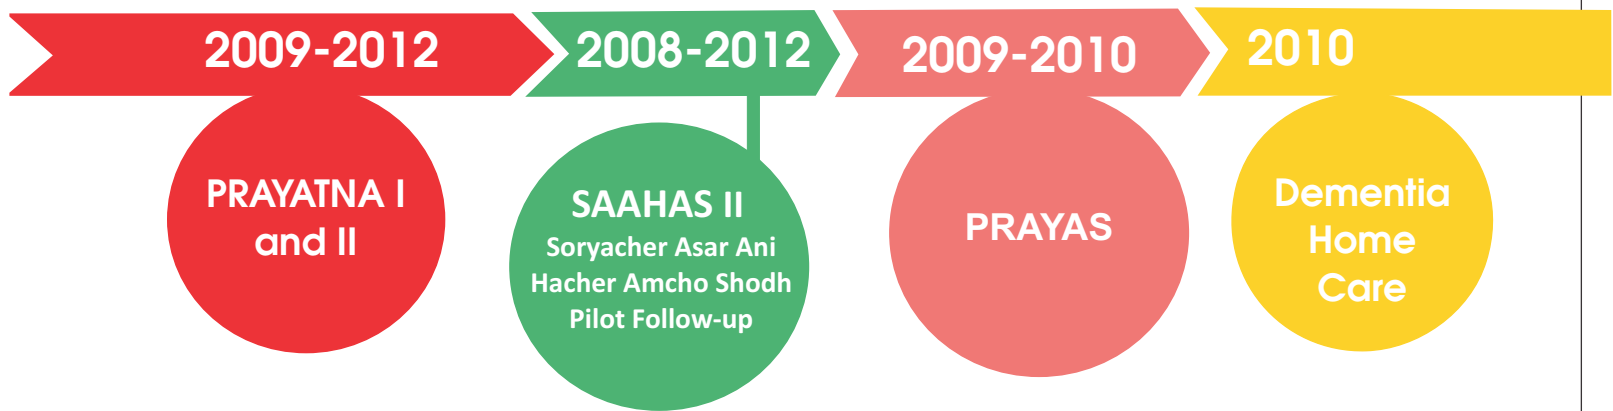 2009-2012
PRAYATNA I
and II
2008-2012
SAAHAS II
Soryacher Asar Ani
Hacher Amcho Shodh
Pilot Follow-up
2009-2010
PRAYAS
2010
Dementia
Home
Care